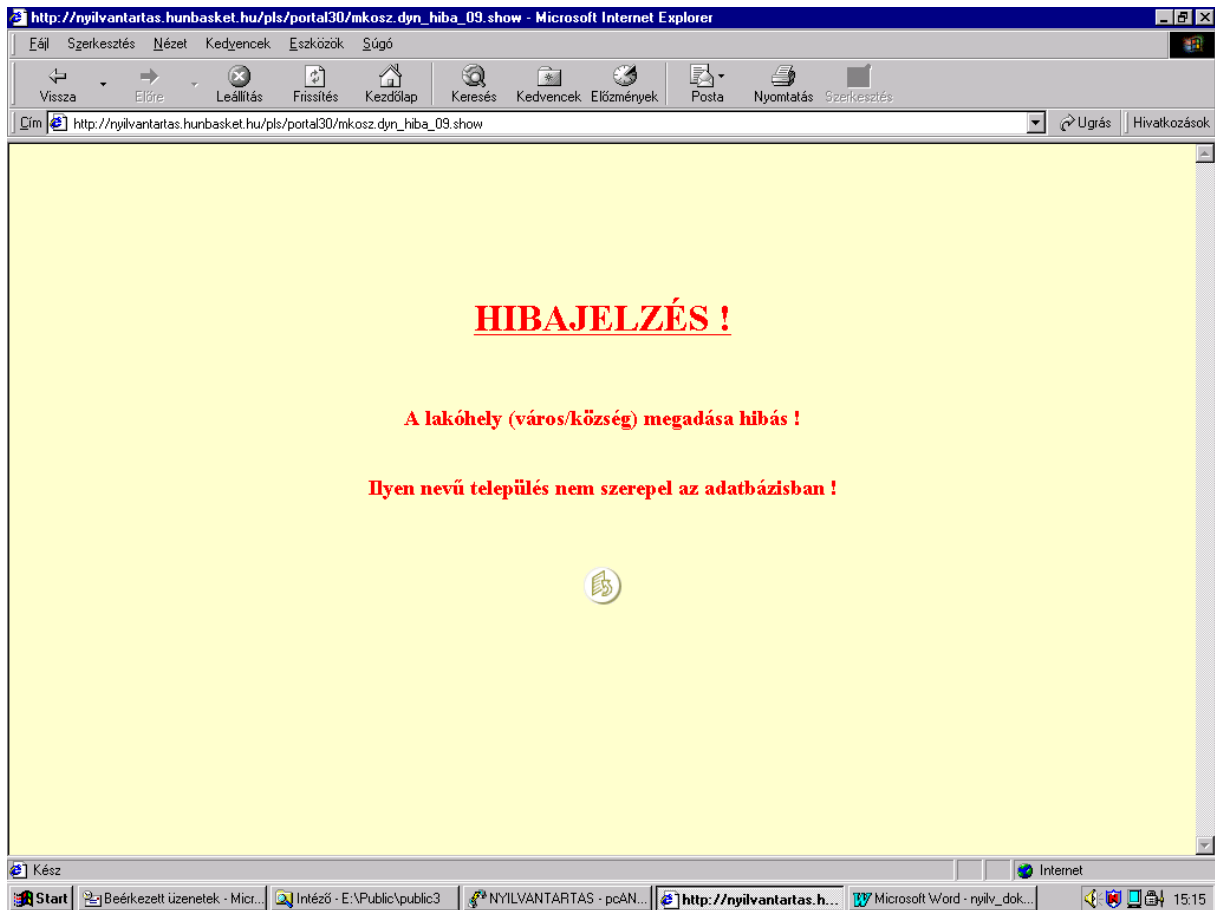 http://nyilvantartas.hunbasket.hu/pls/portal30/mkosz.dyn_hiba_09.show - Microsoft Internet Explorer
Fájl Szerkesztés Nézet Kedvencek Eszközök Súgó
Vissza Előre Leállítás Frissítés Kezdőlap Keresés Kedvencek Előzmények Posta Nyomtatás Szerkesztés
Cím http://nyilvantartas.hunbasket.hu/pls/portal30/mkosz.dyn_hiba_09.show Ugrás Hivatkozások
HIBAJELZÉS !
A lakóhely (város/község) megadása hibás !
Ilyen nevű település nem szerepel az adatbázisban !
Kész Internet
Start Beérkezett üzenetek - Micr... Intéző - E:\Public\public3 NYILVANTARTAS - pcAN... http://nyilvantartas.h... Microsoft Word - nyilv_dok... 15:15